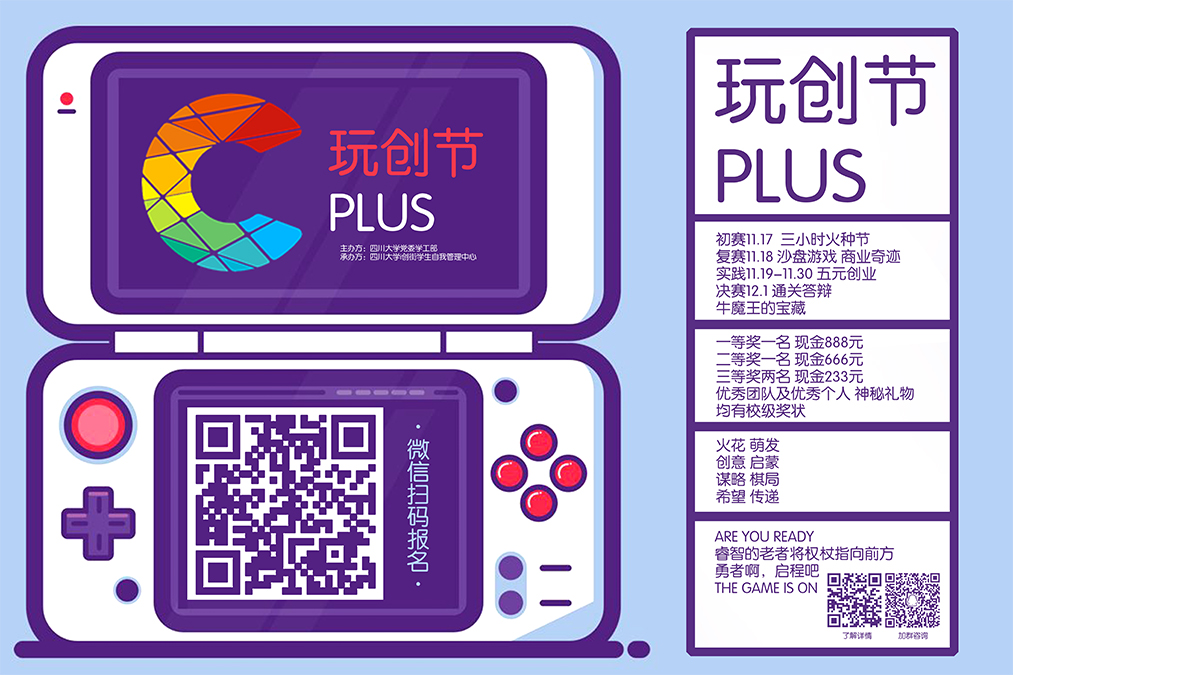 玩创节
PLUS
主办方：四川大学党委学工部
承办方：四川大学i创街学生自我管理中心
·微信扫码报名·
玩创节
PLUS
初赛11.17 三小时火种节
复赛11.18 沙盘游戏 商业奇迹
实践11.19-11.30 五元创业
决赛12.1 通关答辩
牛魔王的宝藏
一等奖一名 现金888元
二等奖一名 现金666元
三等奖两名 现金233元
优秀团队及优秀个人 神秘礼物
均有校级奖状
火花 萌发
创意 启蒙
谋略 棋局
希望 传递
ARE YOU READY
睿智的老者将权杖指向前方
勇者啊，启程吧
THE GAME IS ON
了解详情
加群咨询